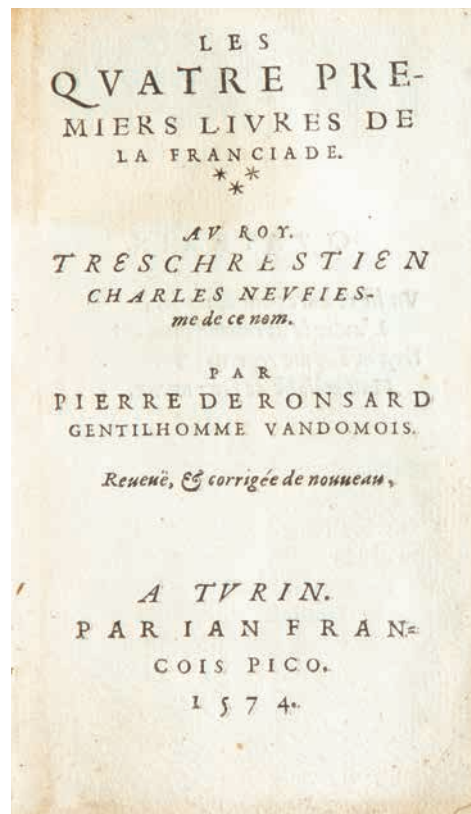 LES
QVATRE PRE-
MIERS LIVRES DE
LA FRANCIADE.
***
AV ROY.
TRESCHRESTIEN
CHARLES NEVFIES-
me de ce nom.
PAR
PIERRE DE RONSARD
GENTILHOMME VANDOMOIS.
Reueuë, & corrigée de nouueau,
A TVRIN.
PAR IAN FRAN=
COIS PICO.
1574.